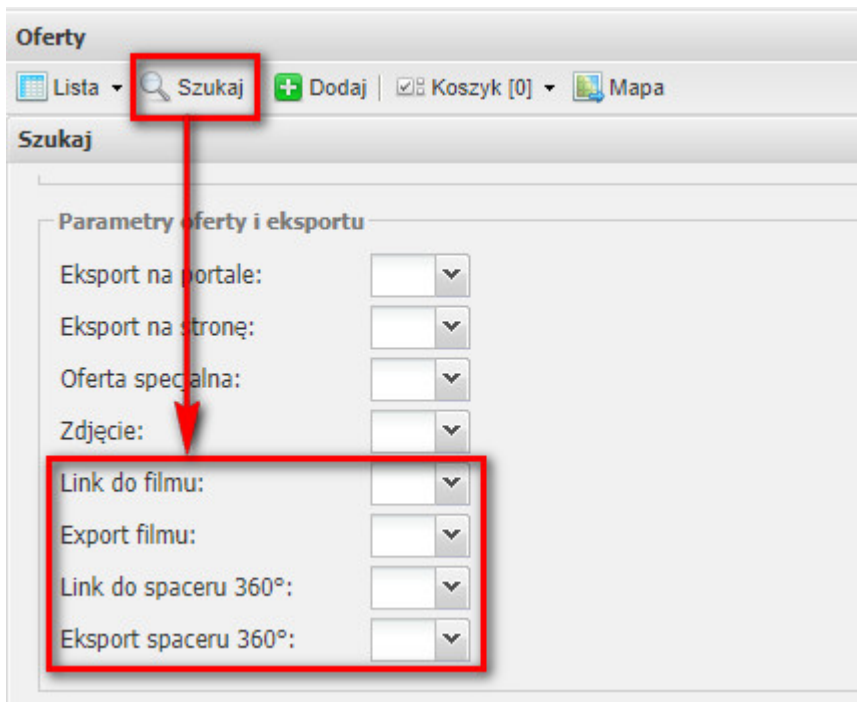 Oferty
Lista Szukaj Dodaj Koszyk [0] Mapa
Szukaj
Parametry oferty i eksportu
Eksport na portale:
Eksport na stronę:
Oferta specjalna:
Zdjęcie:
Link do filmu:
Export filmu:
Link do spaceru 360°:
Eksport spaceru 360°: